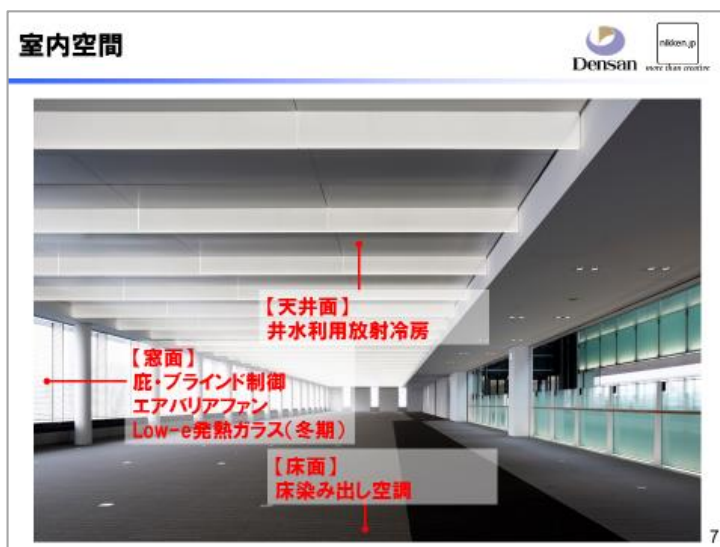 室内空間
Densan
nikken.jp
more than creative
【天井面】
井水利用放射冷房
【窓面】
庇・ブラインド制御
エアバリアファン
Low-e発熱ガラス(冬期)
【床面】
床染み出し空調
7